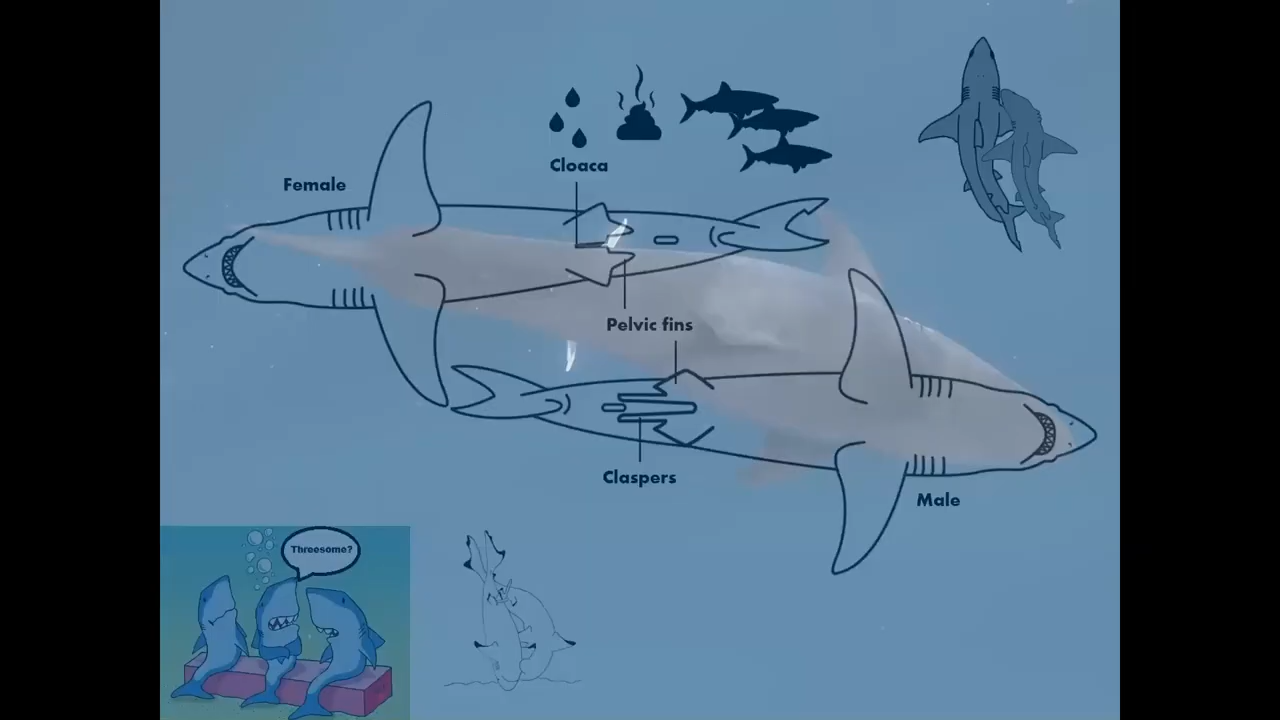 Cloaca
Female
Pelvic fins
Claspers
Male
Threesome?